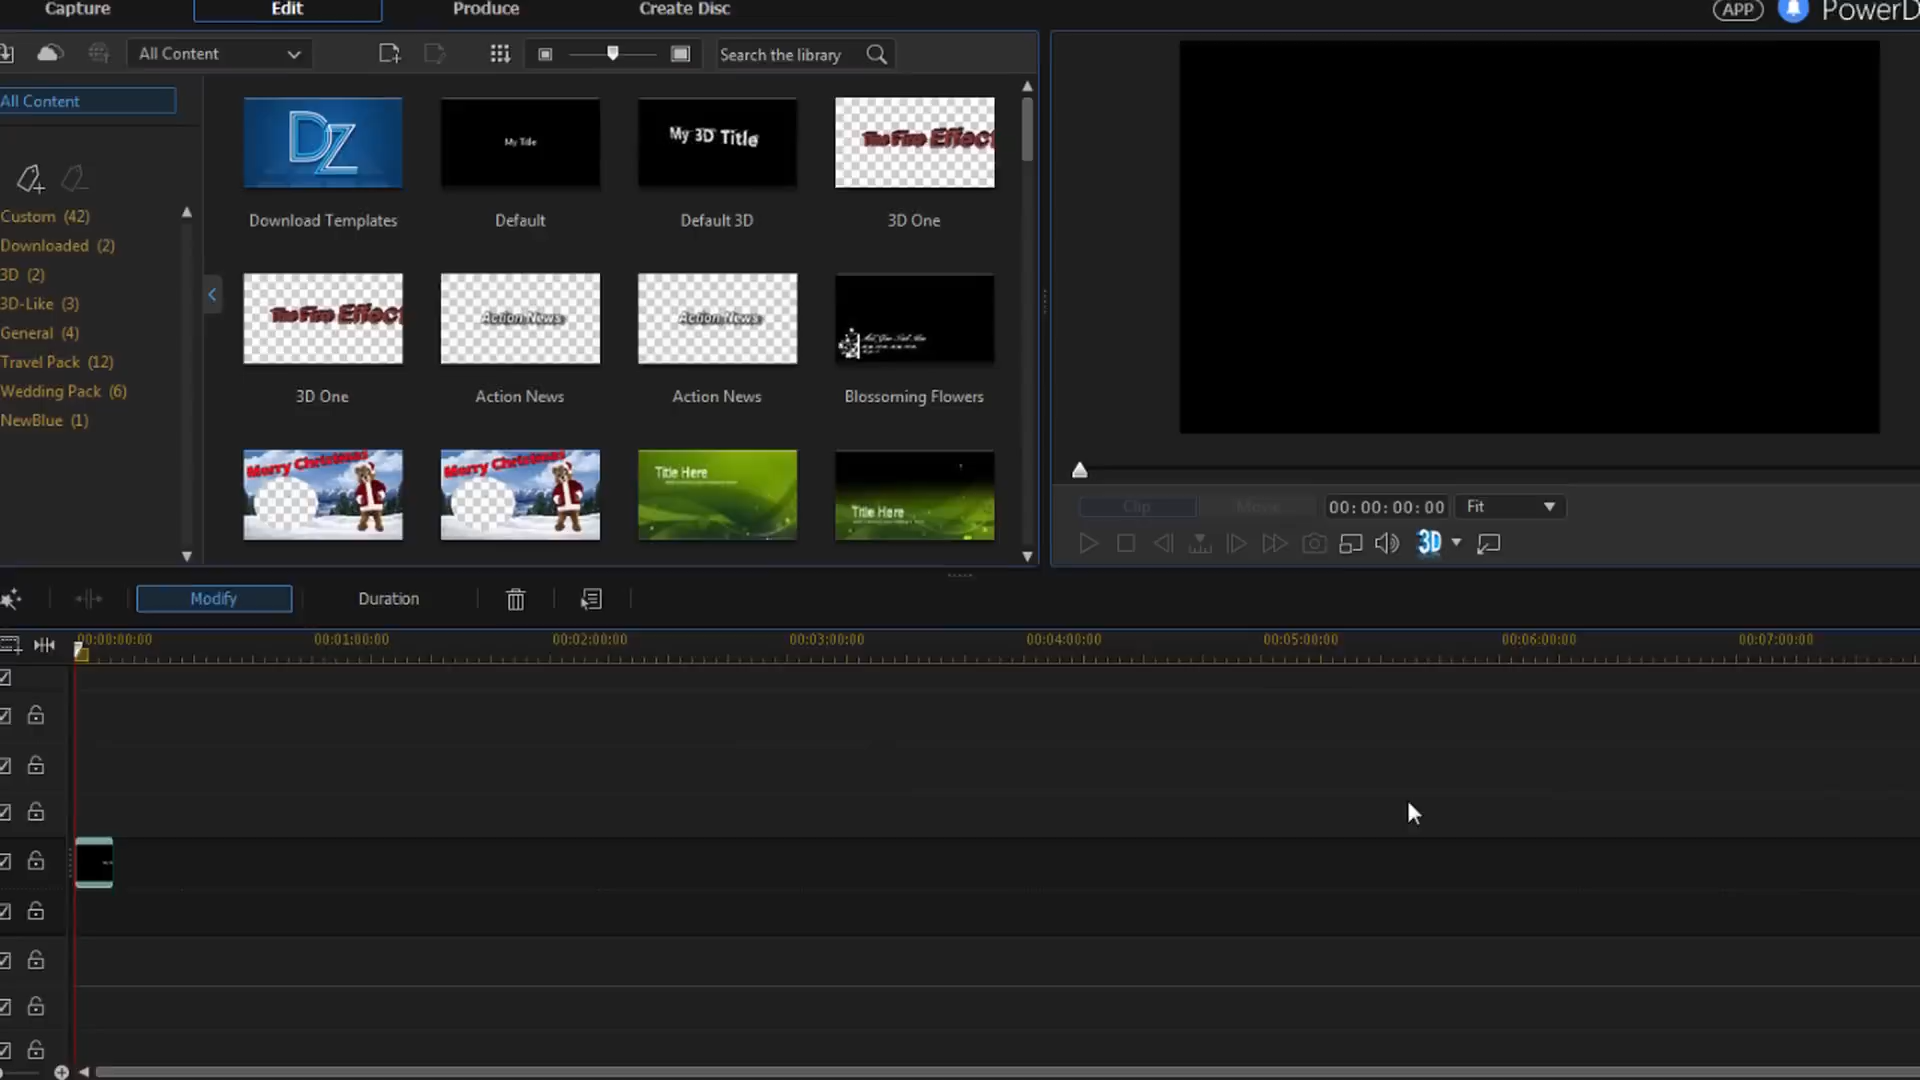 Capture Edit Produce Create Disc APP PowerD
All Content Search the library
All Content
Custom (42)
Downloaded (2)
3D (2)
3D-Like (3)
General (4)
Travel Pack (12)
Wedding Pack (6)
NewBlue (1)
DZ My Title My 3D Title The Fire Effect
Download Templates Default Default 3D 3D One
The Fire Effect Action News Action News
3D One Action News Action News Blossoming Flowers
Merry Christmas Merry Christmas Title Here Title Here
Clip Movie 00:00:00:00 Fit
3D
Modify Duration
00:00:00:00 00:01:00:00 00:02:00:00 00:03:00:00 00:04:00:00 00:05:00:00 00:06:00:00 00:07:00:00